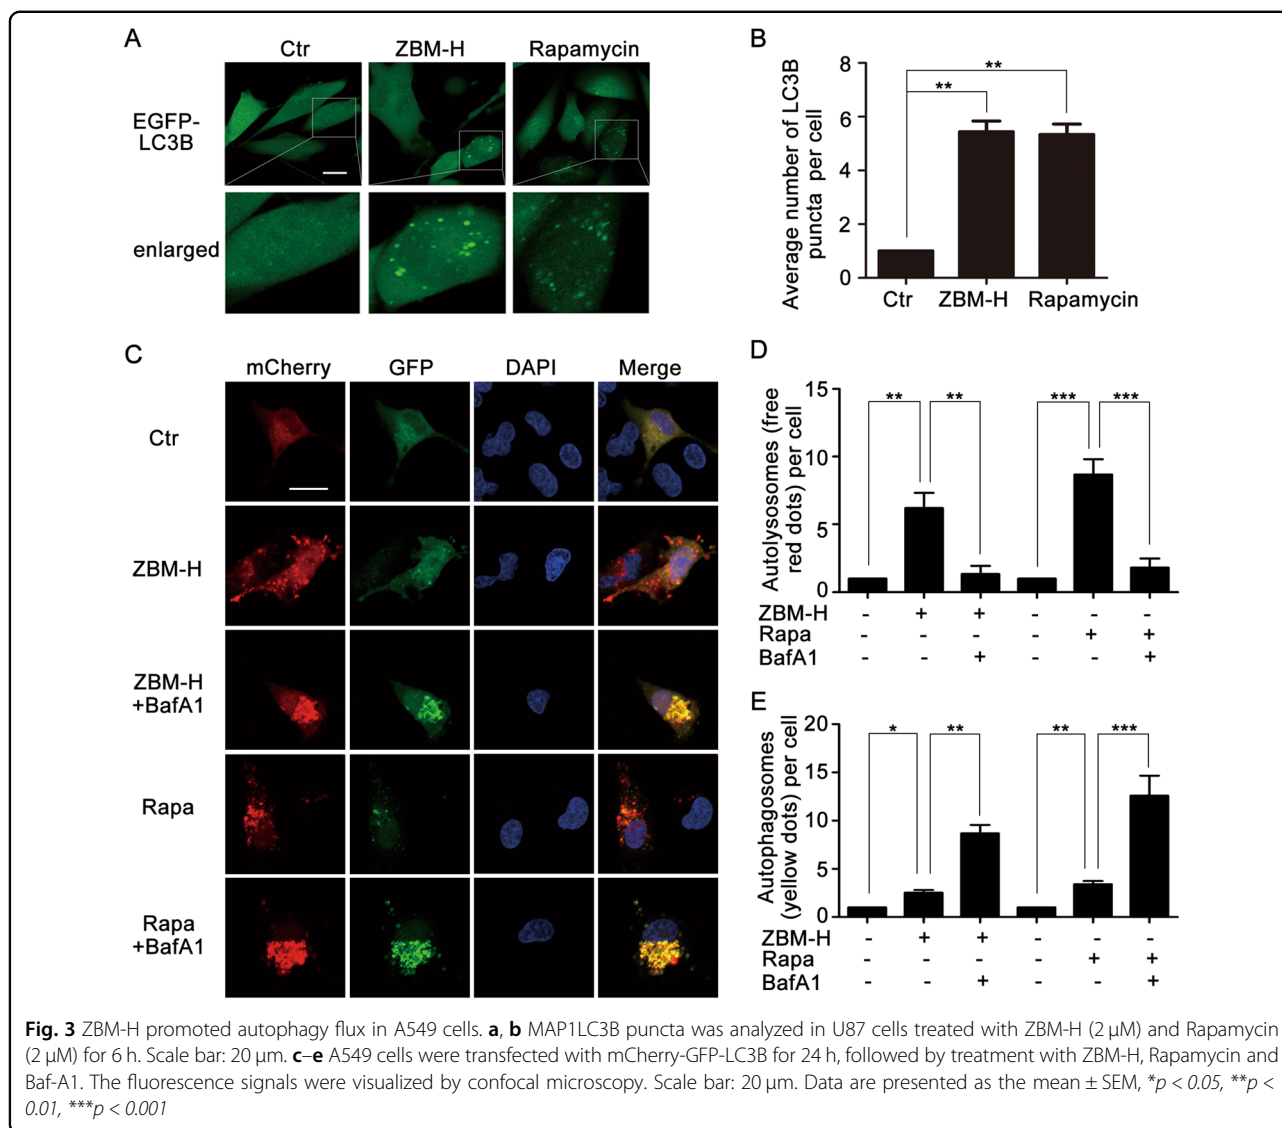 A
Ctr ZBM-H Rapamycin
EGFP-
LC3B
enlarged
B
Average number of LC3B
puncta per cell
8
6
4
2
0
** **
Ctr ZBM-H Rapamycin
C
mCherry GFP DAPI Merge
Ctr
ZBM-H
ZBM-H
+BafA1
Rapa
Rapa
+BafA1
D
Autolysosomes (free
red dots) per cell
15
10
5
0
** ** *** ***
ZBM-H - + + - - -
Rapa - - - - + +
BafA1 - - + - - +
E
Autophagosomes
(yellow dots) per cell
20
15
10
5
0
* ** ** ***
ZBM-H - + + - - -
Rapa - - - - + +
BafA1 - - + - - +
Fig. 3 ZBM-H promoted autophagy flux in A549 cells. a, b MAP1LC3B puncta was analyzed in U87 cells treated with ZBM-H (2 μM) and Rapamycin
(2 μM) for 6 h. Scale bar: 20 μm. c–e A549 cells were transfected with mCherry-GFP-LC3B for 24 h, followed by treatment with ZBM-H, Rapamycin and
Baf-A1. The fluorescence signals were visualized by confocal microscopy. Scale bar: 20 μm. Data are presented as the mean ± SEM, *p < 0.05, **p <
0.01, ***p < 0.001